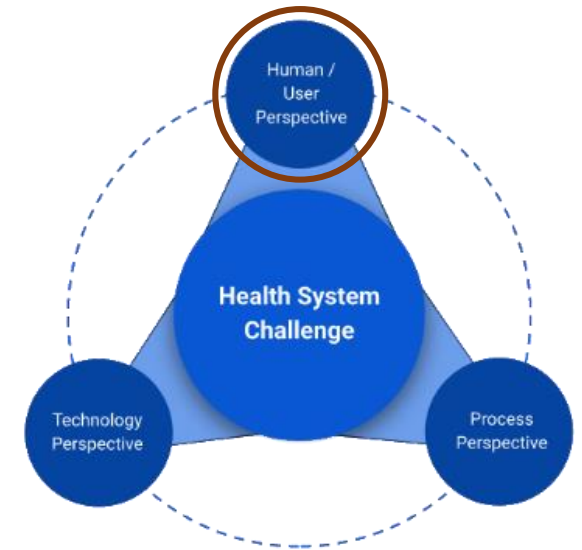 Human /
User
Perspective
Health System
Challenge
Technology
Perspective
Process
Perspective